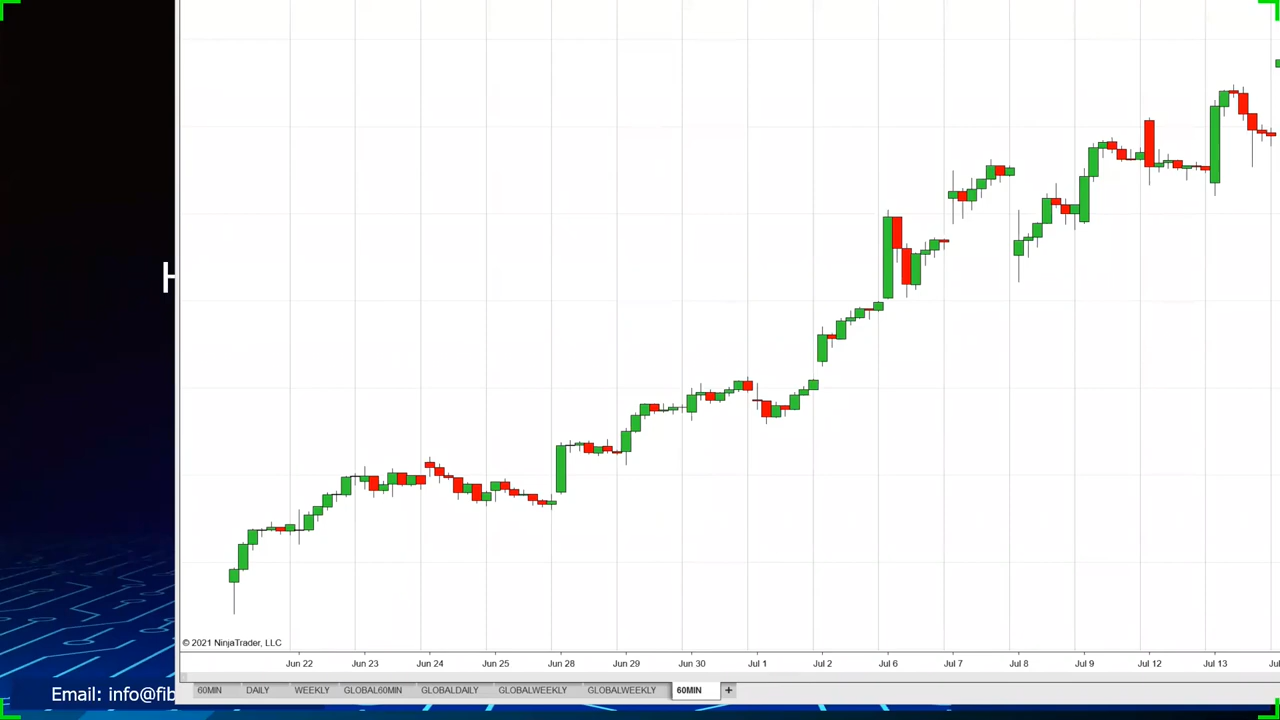 H
© 2021 NinjaTrader, LLC
Jun 22 Jun 23 Jun 24 Jun 25 Jun 28 Jun 29 Jun 30 Jul 1 Jul 2 Jul 6 Jul 7 Jul 8 Jul 9 Jul 12 Jul 13 Ju
60MIN DAILY WEEKLY GLOBAL60MIN GLOBALDAILY GLOBALWEEKLY GLOBALWEEKLY 60MIN +
Email: info@fib